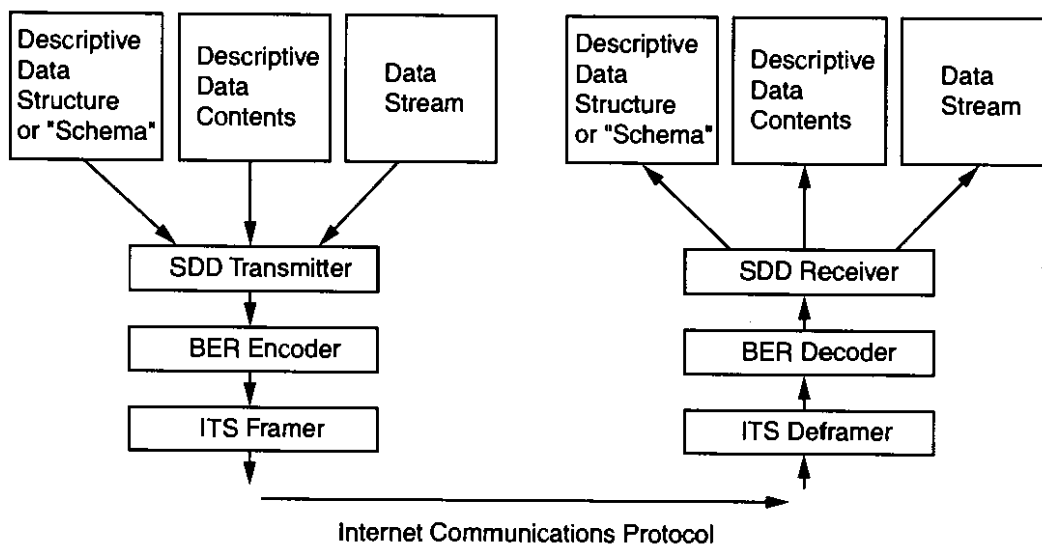 Descriptive
Data
Structure
or "Schema"
Descriptive
Data
Contents
Data
Stream
SDD Transmitter
BER Encoder
ITS Framer
Descriptive
Data
Structure
or "Schema"
Descriptive
Data
Contents
Data
Stream
SDD Receiver
BER Decoder
ITS Deframer
Internet Communications Protocol